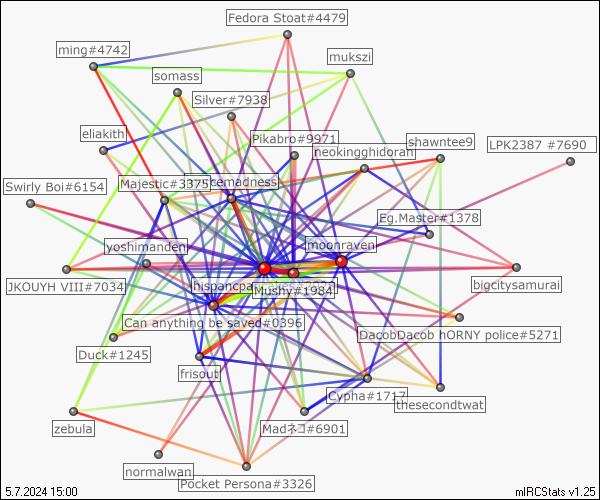 Fedora Stoat#4479
ming#4742
mukszi
somass
Silver#7938
eliakith
Pikabro#9971
neokingghidorah
shawntee9
LPK2387 #7690
Swirly Boi#6154
Majestic#3375
cemadness
Eg.Master#1378
yoshimanden
moonraven
JKOUYH VIII#7034
hispancpa
Mushy#1984
bigcitysamurai
Can anything be saved#0396
DacobDacob hORNY police#5271
Duck#1245
frisout
Cypha#1717
thesecondtwat
zebula
Madネコ#6901
normalwan
Pocket Persona#3326
5.7.2024 15:00
mIRCStats v1.25